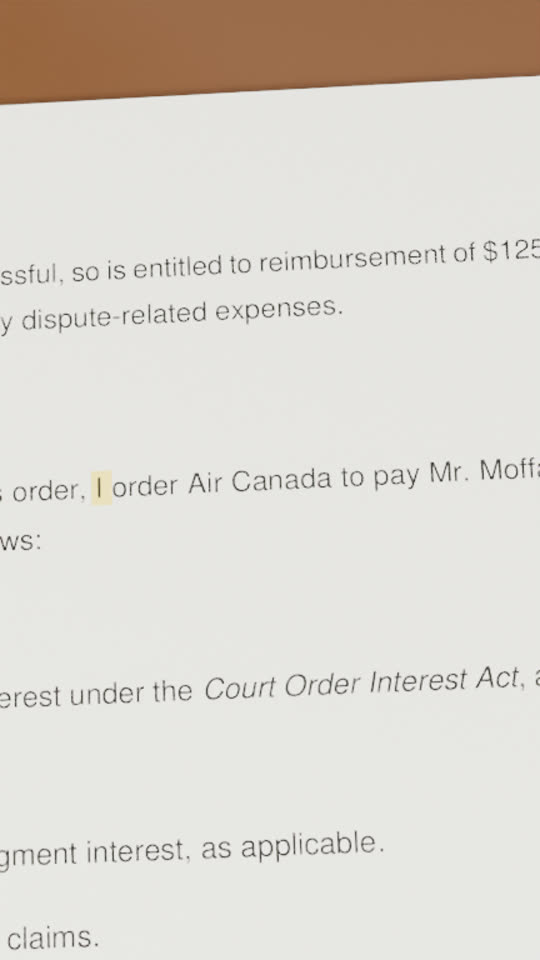 ssful, so is entitled to reimbursement of $125
y dispute-related expenses.
s order, I order Air Canada to pay Mr. Moffa
ws:
erest under the Court Order Interest Act, a
gment interest, as applicable.
claims.